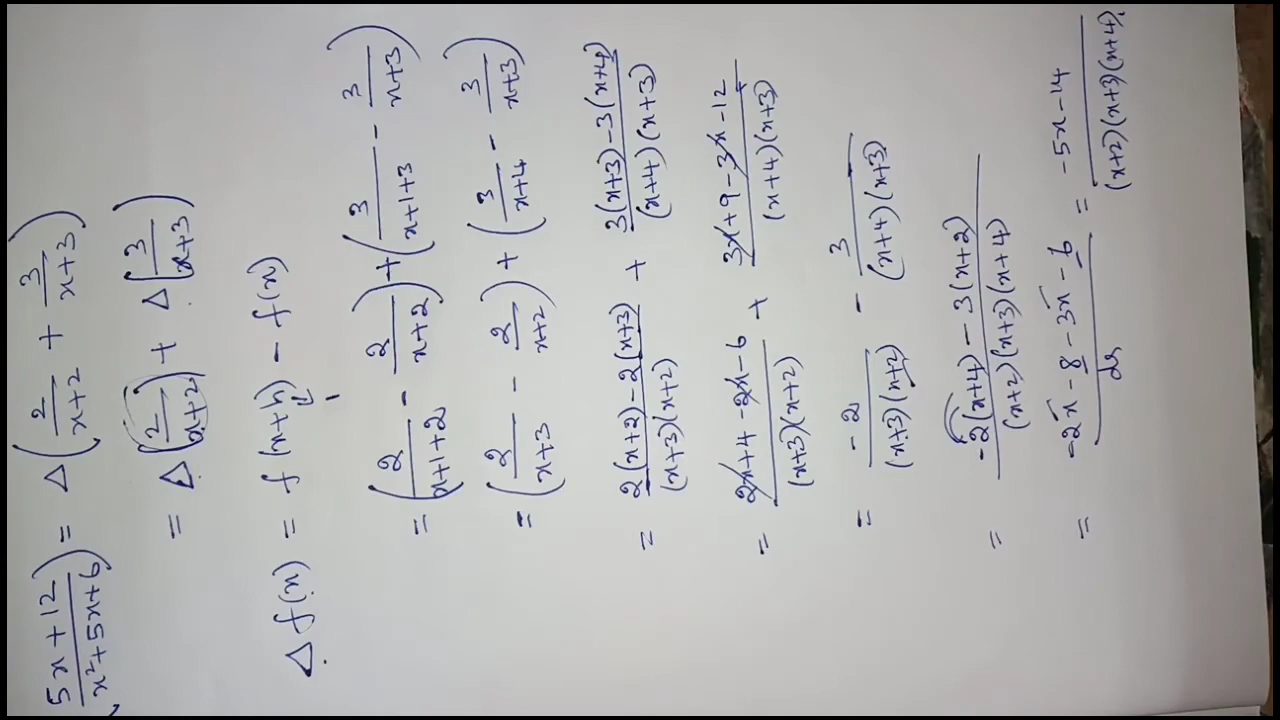 (5x+12 / x²+5x+6) = Δ(2/x+2 + 3/x+3)
= Δ(2/x+2) + Δ(3/x+3)
Δ f(x) = f(x+h) - f(x)
1
= (2/x+1+2 - 2/x+2) + (3/x+1+3 - 3/x+3)
= (2/x+3 - 2/x+2) + (3/x+4 - 3/x+3)
= 2(x+2)-2(x+3) / (x+3)(x+2) + 3(x+3)-3(x+4) / (x+4)(x+3)
= 2x+4-2x-6 / (x+3)(x+2) + 3x+9-3x-12 / (x+4)(x+3)
= -2 / (x+3)(x+2) - 3 / (x+4)(x+3)
= -2(x+4) - 3(x+2) / (x+2)(x+3)(x+4)
= -2x-8-3x-6 / = -5x-14 / (x+2)(x+3)(x+4)